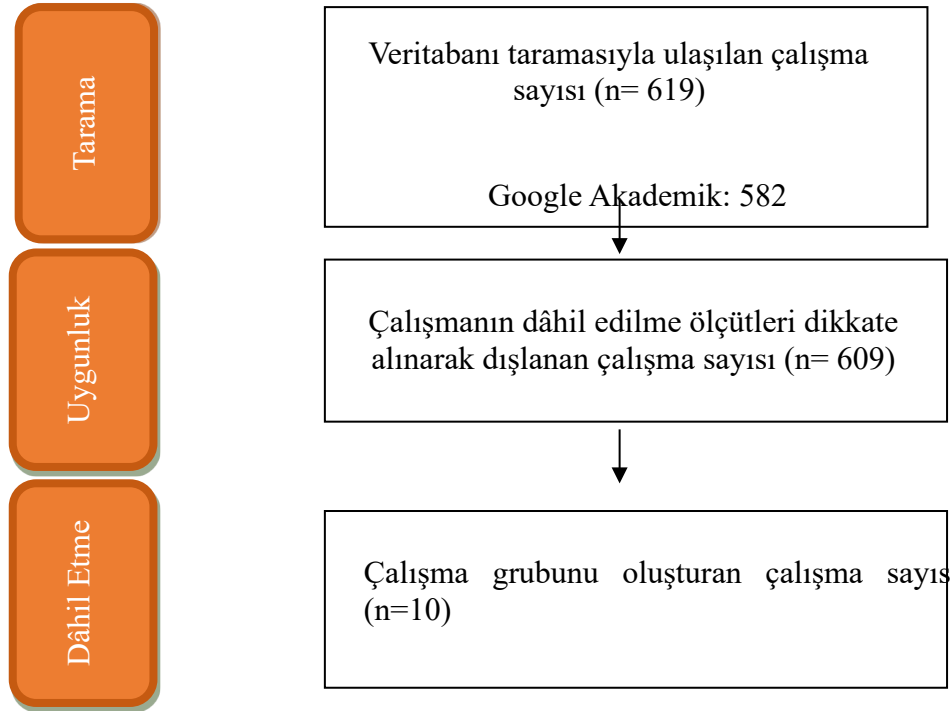 Tarama
Veritabanı taramasıyla ulaşılan çalışma
sayısı (n= 619)
Google Akademik: 582
Uygunluk
Çalışmanın dâhil edilme ölçütleri dikkate
alınarak dışlanan çalışma sayısı (n= 609)
Dâhil Etme
Çalışma grubunu oluşturan çalışma sayıs
(n=10)